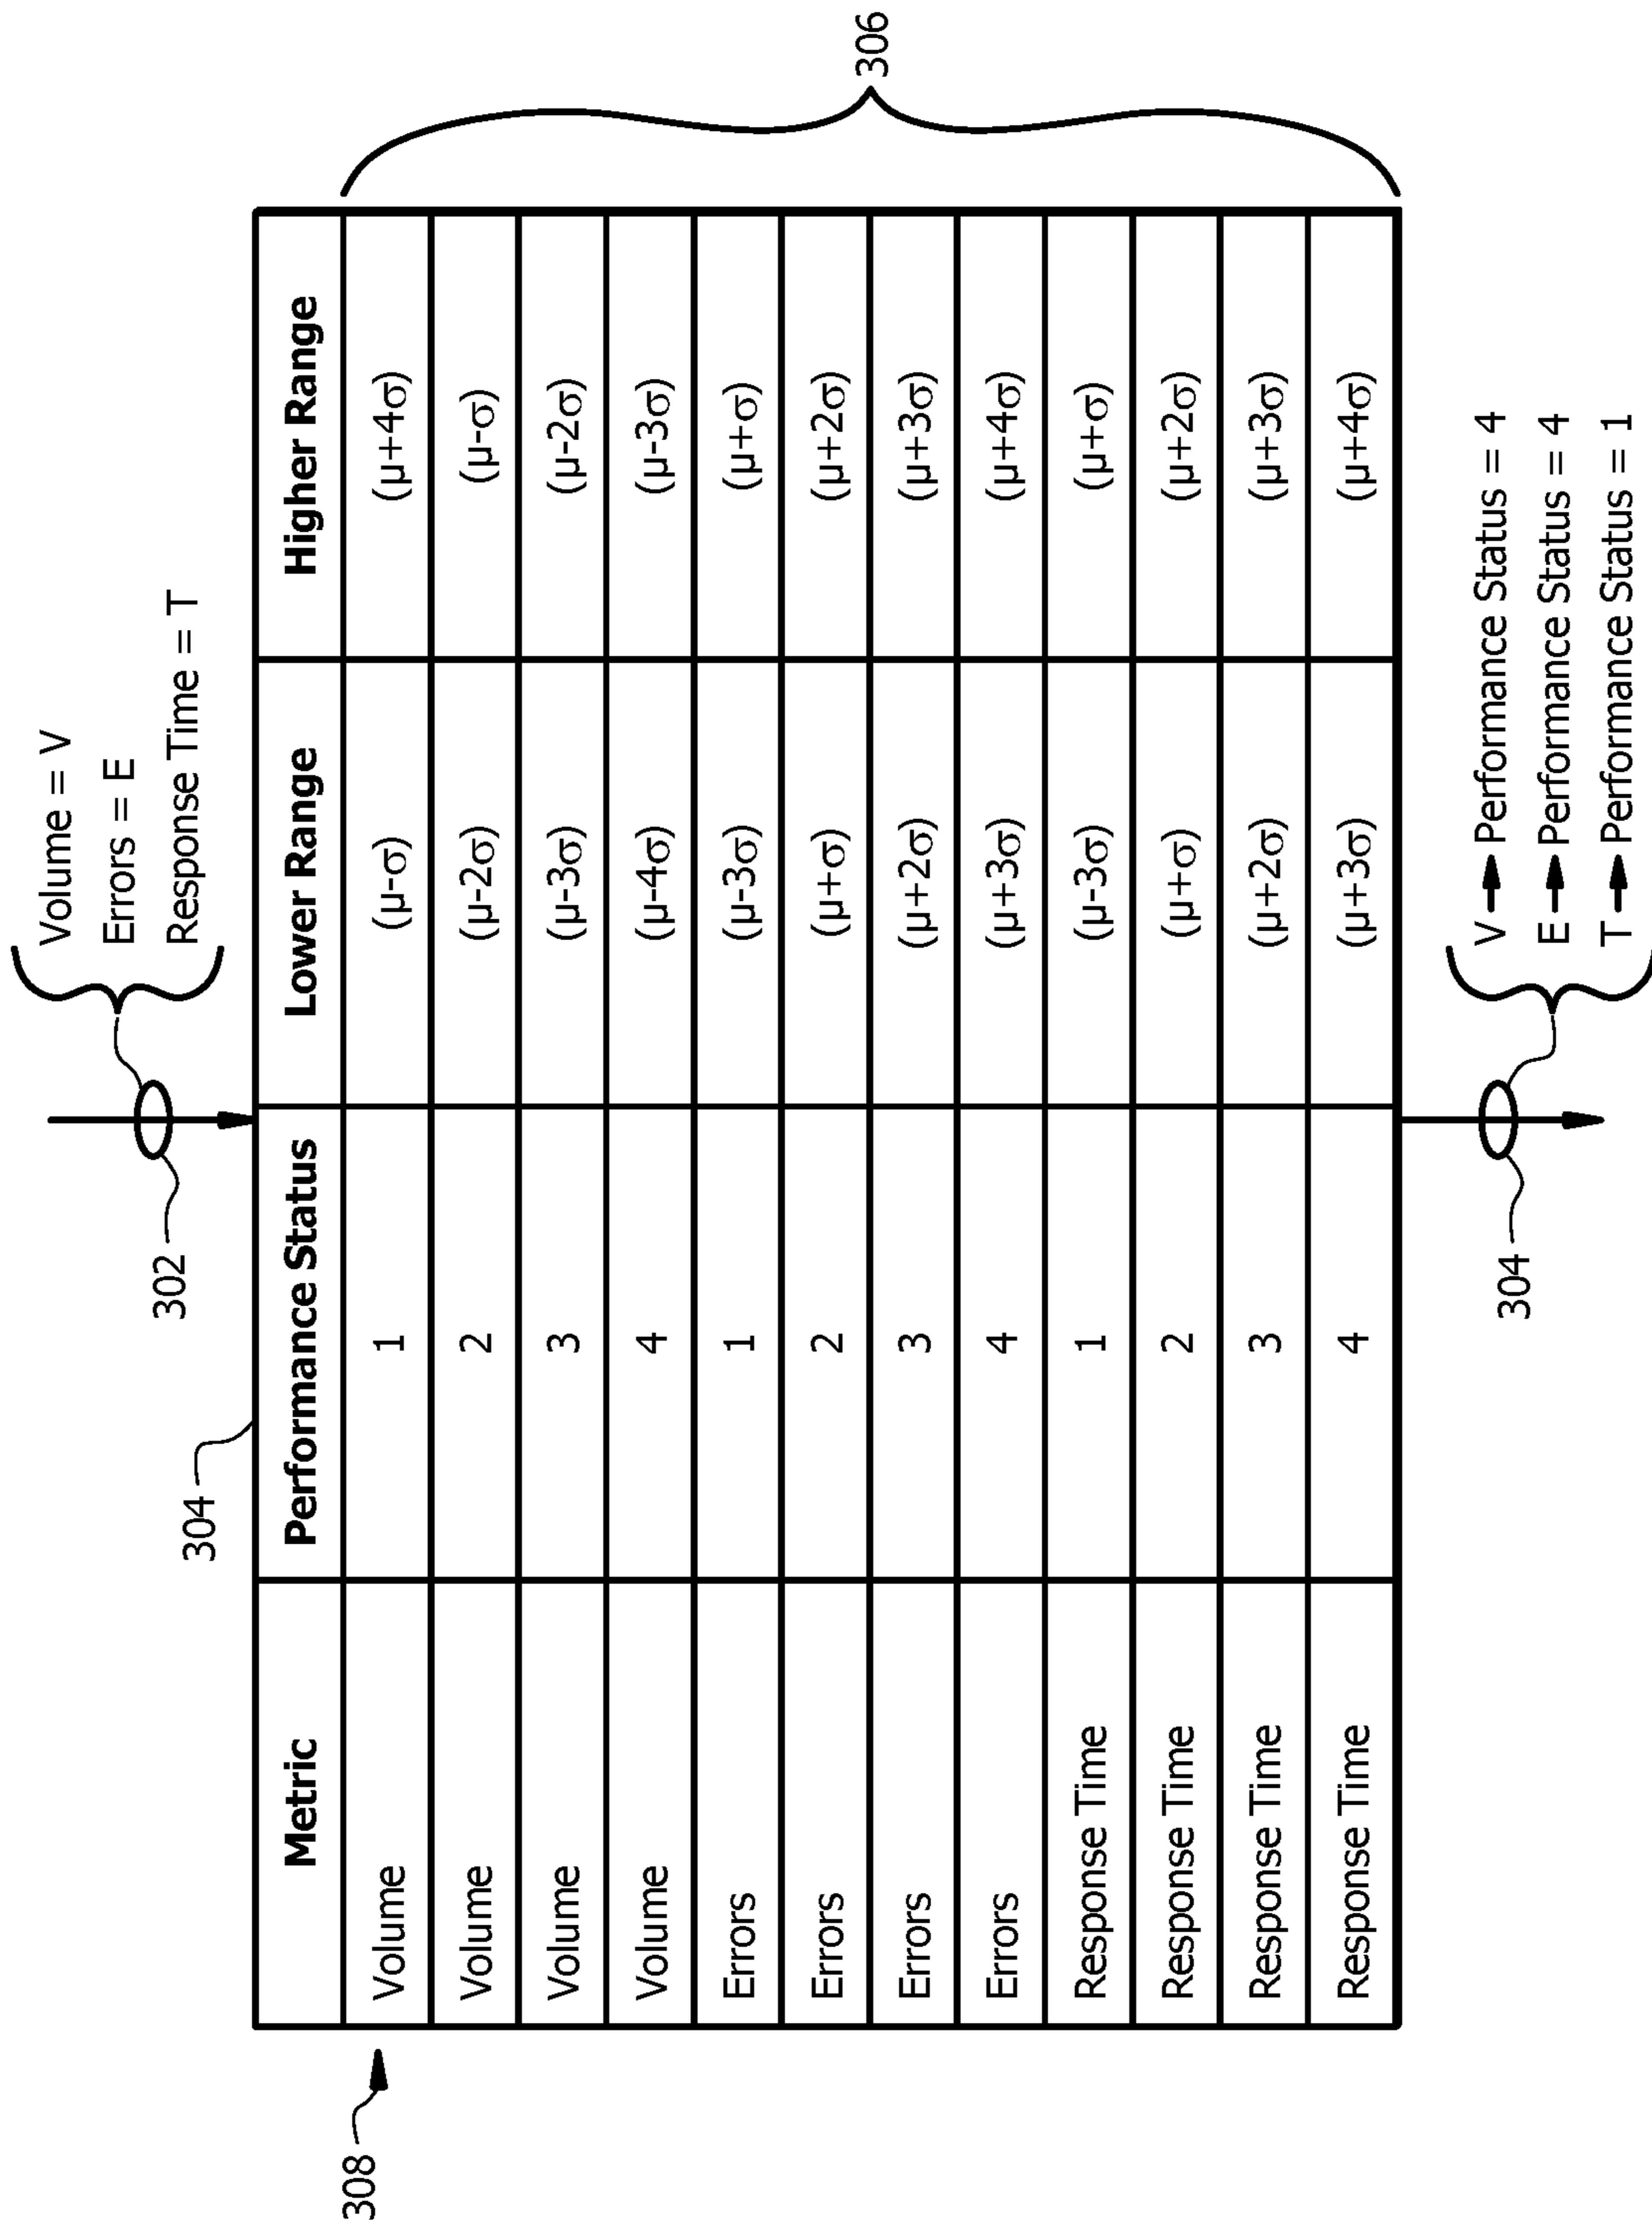 Volume = V
Errors = E
Response Time = T
302
304
306
308
Metric Performance Status Lower Range Higher Range
Volume 1 (μ-σ) (μ+4σ)
Volume 2 (μ-2σ) (μ-σ)
Volume 3 (μ-3σ) (μ-2σ)
Volume 4 (μ-4σ) (μ-3σ)
Errors 1 (μ-3σ) (μ+σ)
Errors 2 (μ+σ) (μ+2σ)
Errors 3 (μ+2σ) (μ+3σ)
Errors 4 (μ+3σ) (μ+4σ)
Response Time 1 (μ-3σ) (μ+σ)
Response Time 2 (μ+σ) (μ+2σ)
Response Time 3 (μ+2σ) (μ+3σ)
Response Time 4 (μ+3σ) (μ+4σ)
304
V → Performance Status = 4
E → Performance Status = 4
T → Performance Status = 1